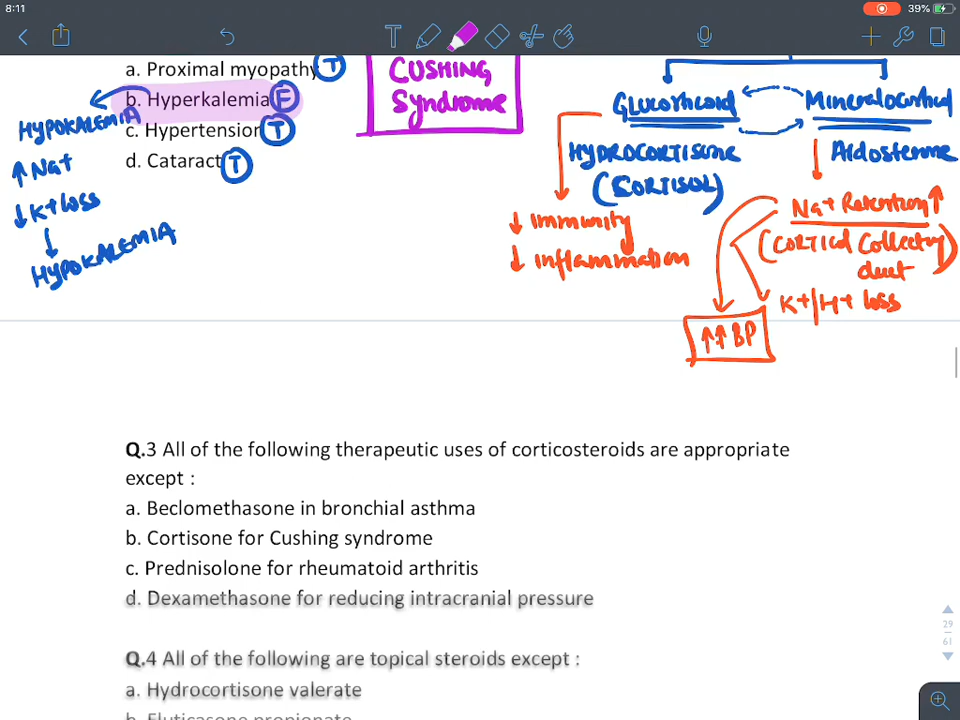 8:11
39%
T
a. Proximal myopathy T
b. Hyperkalemia F
c. Hypertension T
d. Cataract T
HYPOKALEMIA
↑ Na+
↓ K+ loss
↓
HYPOKALEMIA
CUSHING
Syndrome
Glucorticoid
HYDROCORTISONE
(CORTISOL)
↓ Immunity
↓ Inflammation
Mineralocorticoid
Aldosterone
Na+ Retention ↑
(CORTICAL Collecting
duct)
K+/H+ loss
↑↑ BP
Q.3 All of the following therapeutic uses of corticosteroids are appropriate
except :
a. Beclomethasone in bronchial asthma
b. Cortisone for Cushing syndrome
c. Prednisolone for rheumatoid arthritis
d. Dexamethasone for reducing intracranial pressure
Q.4 All of the following are topical steroids except :
a. Hydrocortisone valerate
b. Fluticasone propionate
29
61